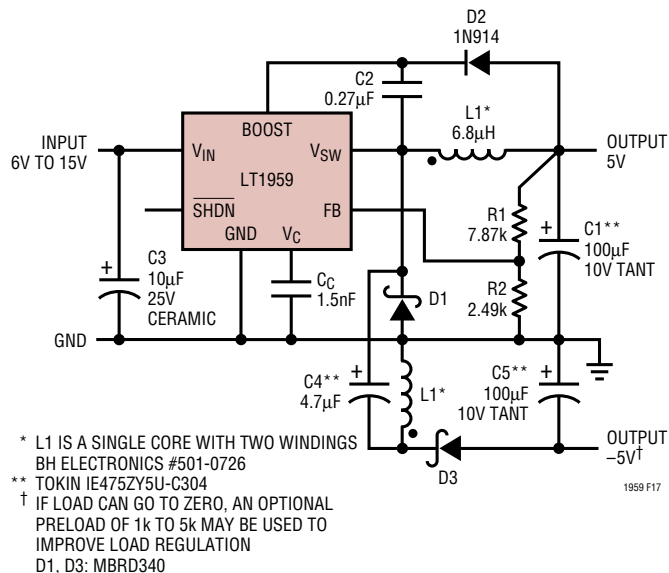 D2
1N914
C2
0.27µF
L1*
6.8µH
INPUT
6V TO 15V
BOOST
VIN
VSW
LT1959
SHDN
FB
GND
VC
OUTPUT
5V
R1
7.87k
C1**
100µF
10V TANT
C3
10µF
25V
CERAMIC
CC
1.5nF
D1
R2
2.49k
GND
C4**
4.7µF
L1*
C5**
100µF
10V TANT
D3
OUTPUT
–5V†
* L1 IS A SINGLE CORE WITH TWO WINDINGS
BH ELECTRONICS #501-0726
** TOKIN IE475ZY5U-C304
† IF LOAD CAN GO TO ZERO, AN OPTIONAL
PRELOAD OF 1k TO 5k MAY BE USED TO
IMPROVE LOAD REGULATION
D1, D3: MBRD340
1959 F17